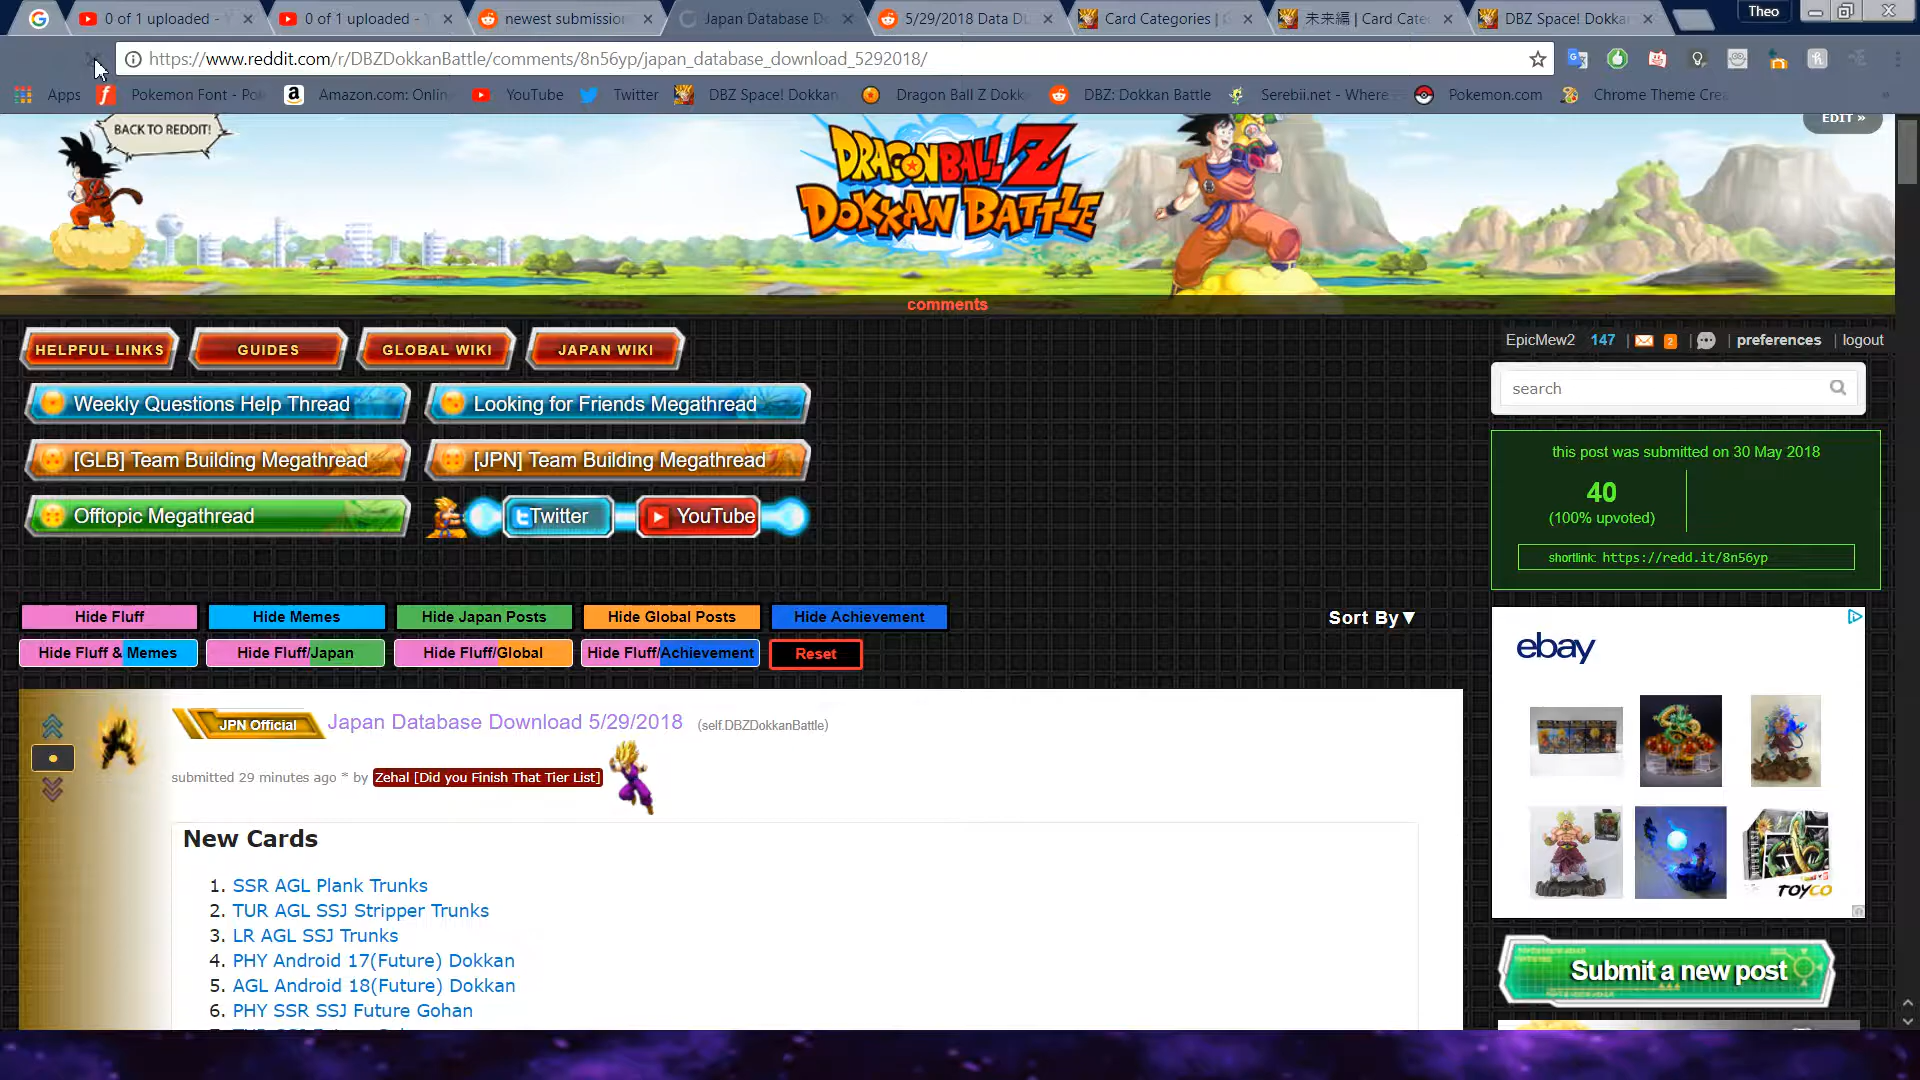 0 of 1 uploaded - Y
0 of 1 uploaded -
newest submission
Japan Database D
5/29/2018 Data D
Card Categories |
未来編 | Card Cate
DBZ Space! Dokka
Theo
https://www.reddit.com/r/DBZDokkanBattle/comments/8n56yp/japan_database_download_5292018/
Apps
Pokemon Font - Po
Amazon.com: Onlin
YouTube
Twitter
DBZ Space! Dokkan
Dragon Ball Z Dokk
DBZ: Dokkan Battle
Serebii.net - Where
Pokemon.com
Chrome Theme Crea
BACK TO REDDIT!
DRAGONBALL Z
DOKKAN BATTLE
EDIT »
comments
HELPFUL LINKS
GUIDES
GLOBAL WIKI
JAPAN WIKI
EpicMew2 147 | 2 | | preferences | logout
Weekly Questions Help Thread
Looking for Friends Megathread
search
[GLB] Team Building Megathread
[JPN] Team Building Megathread
this post was submitted on 30 May 2018
40
(100% upvoted)
Offtopic Megathread
Twitter
YouTube
shortlink: https://redd.it/8n56yp
Hide Fluff
Hide Memes
Hide Japan Posts
Hide Global Posts
Hide Achievement
Sort By▼
Hide Fluff & Memes
Hide Fluff/Japan
Hide Fluff/Global
Hide Fluff/Achievement
Reset
ebay
JPN Official
Japan Database Download 5/29/2018 (self.DBZDokkanBattle)
submitted 29 minutes ago * by Zehal [Did you Finish That Tier List]
New Cards
1. SSR AGL Plank Trunks
2. TUR AGL SSJ Stripper Trunks
3. LR AGL SSJ Trunks
4. PHY Android 17(Future) Dokkan
5. AGL Android 18(Future) Dokkan
6. PHY SSR SSJ Future Gohan
TOYCO
Submit a new post